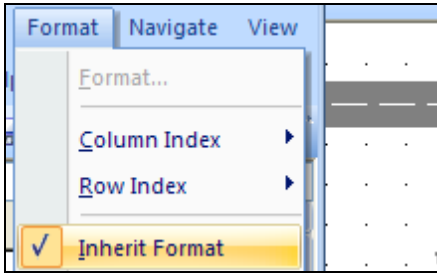 Format Navigate View
Format...
Column Index
Row Index
Inherit Format